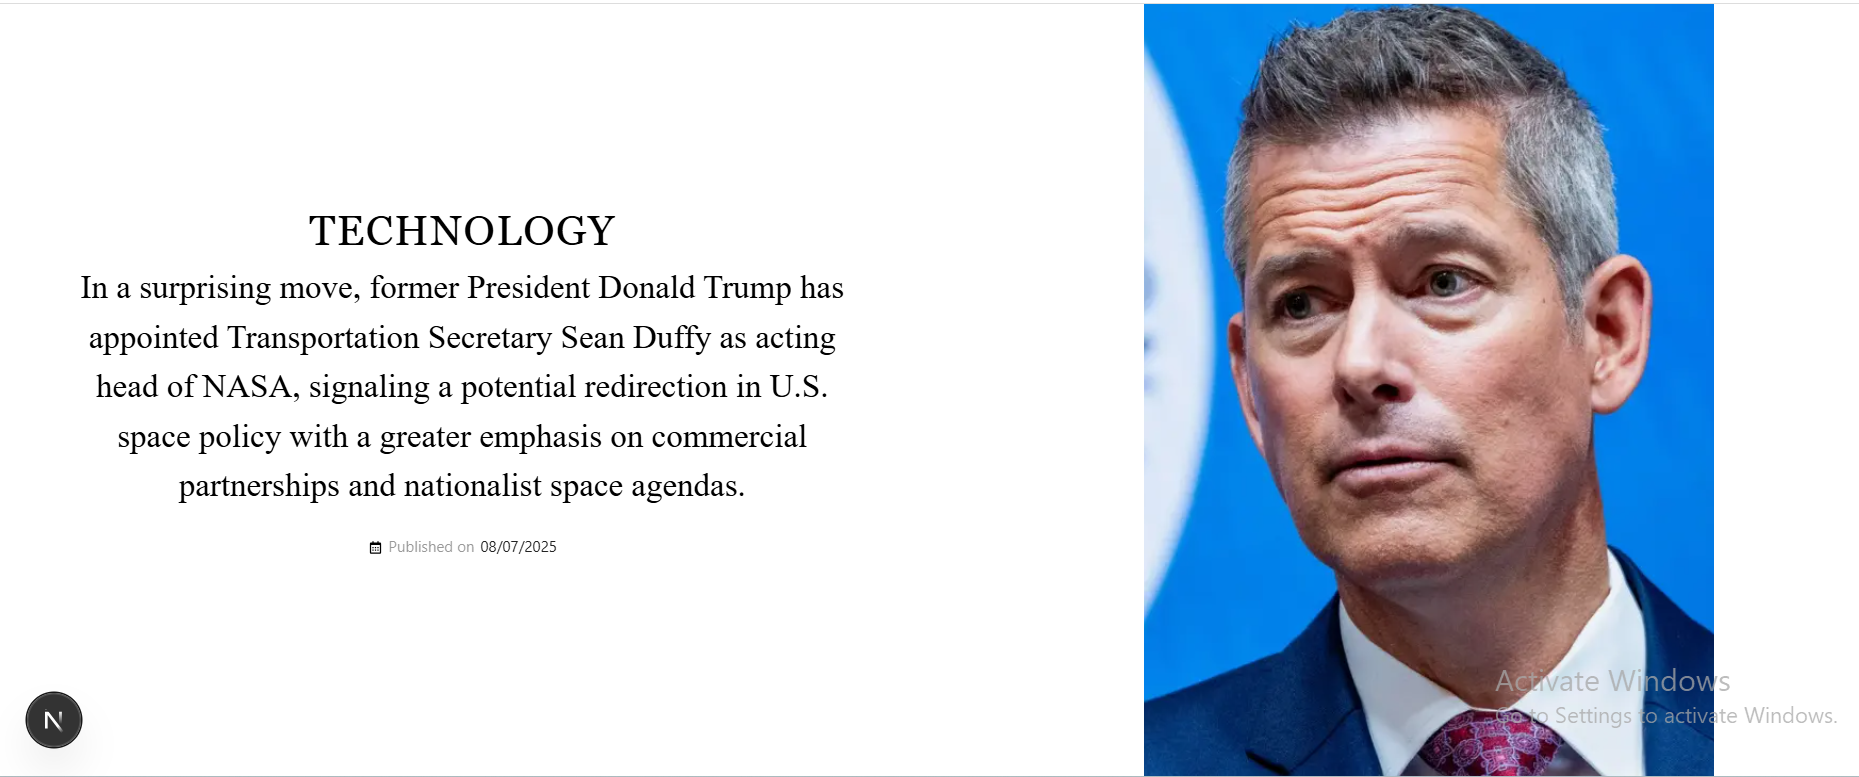 TECHNOLOGY
In a surprising move, former President Donald Trump has
appointed Transportation Secretary Sean Duffy as acting
head of NASA, signaling a potential redirection in U.S.
space policy with a greater emphasis on commercial
partnerships and nationalist space agendas.
Published on 08/07/2025
N
Activate Windows
Go to Settings to activate Windows.